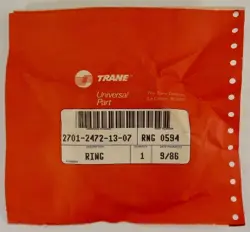 TRANE
Universal
Part
2701-2472-13-07 RNG 0594
RING 1 9/86